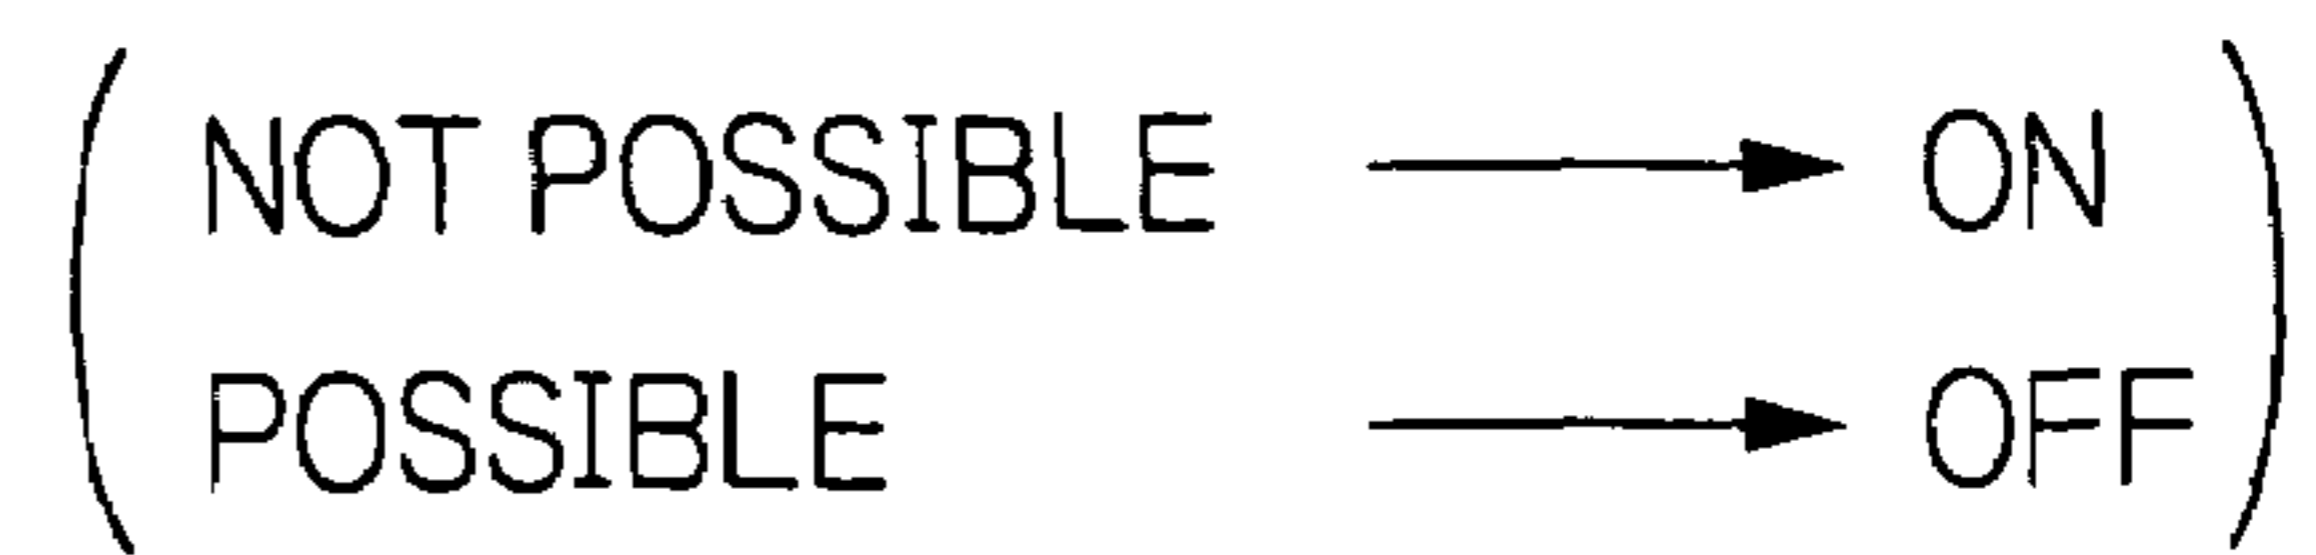 NOT POSSIBLE → ON
POSSIBLE → OFF